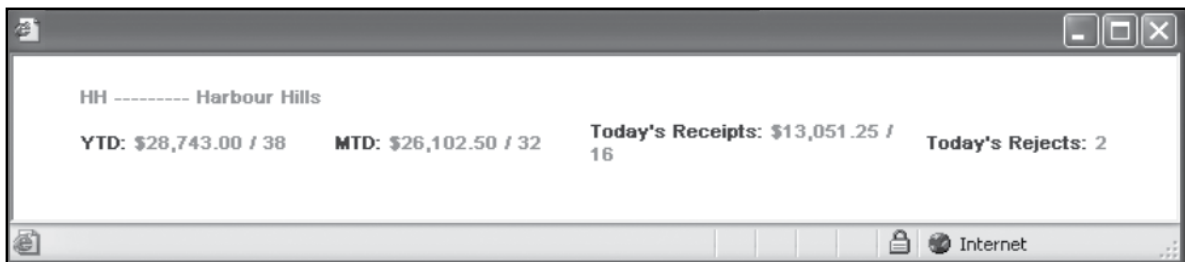 HH --------- Harbour Hills
YTD: $28,743.00 / 38 MTD: $26,102.50 / 32 Today's Receipts: $13,051.25 / 16 Today's Rejects: 2
Internet